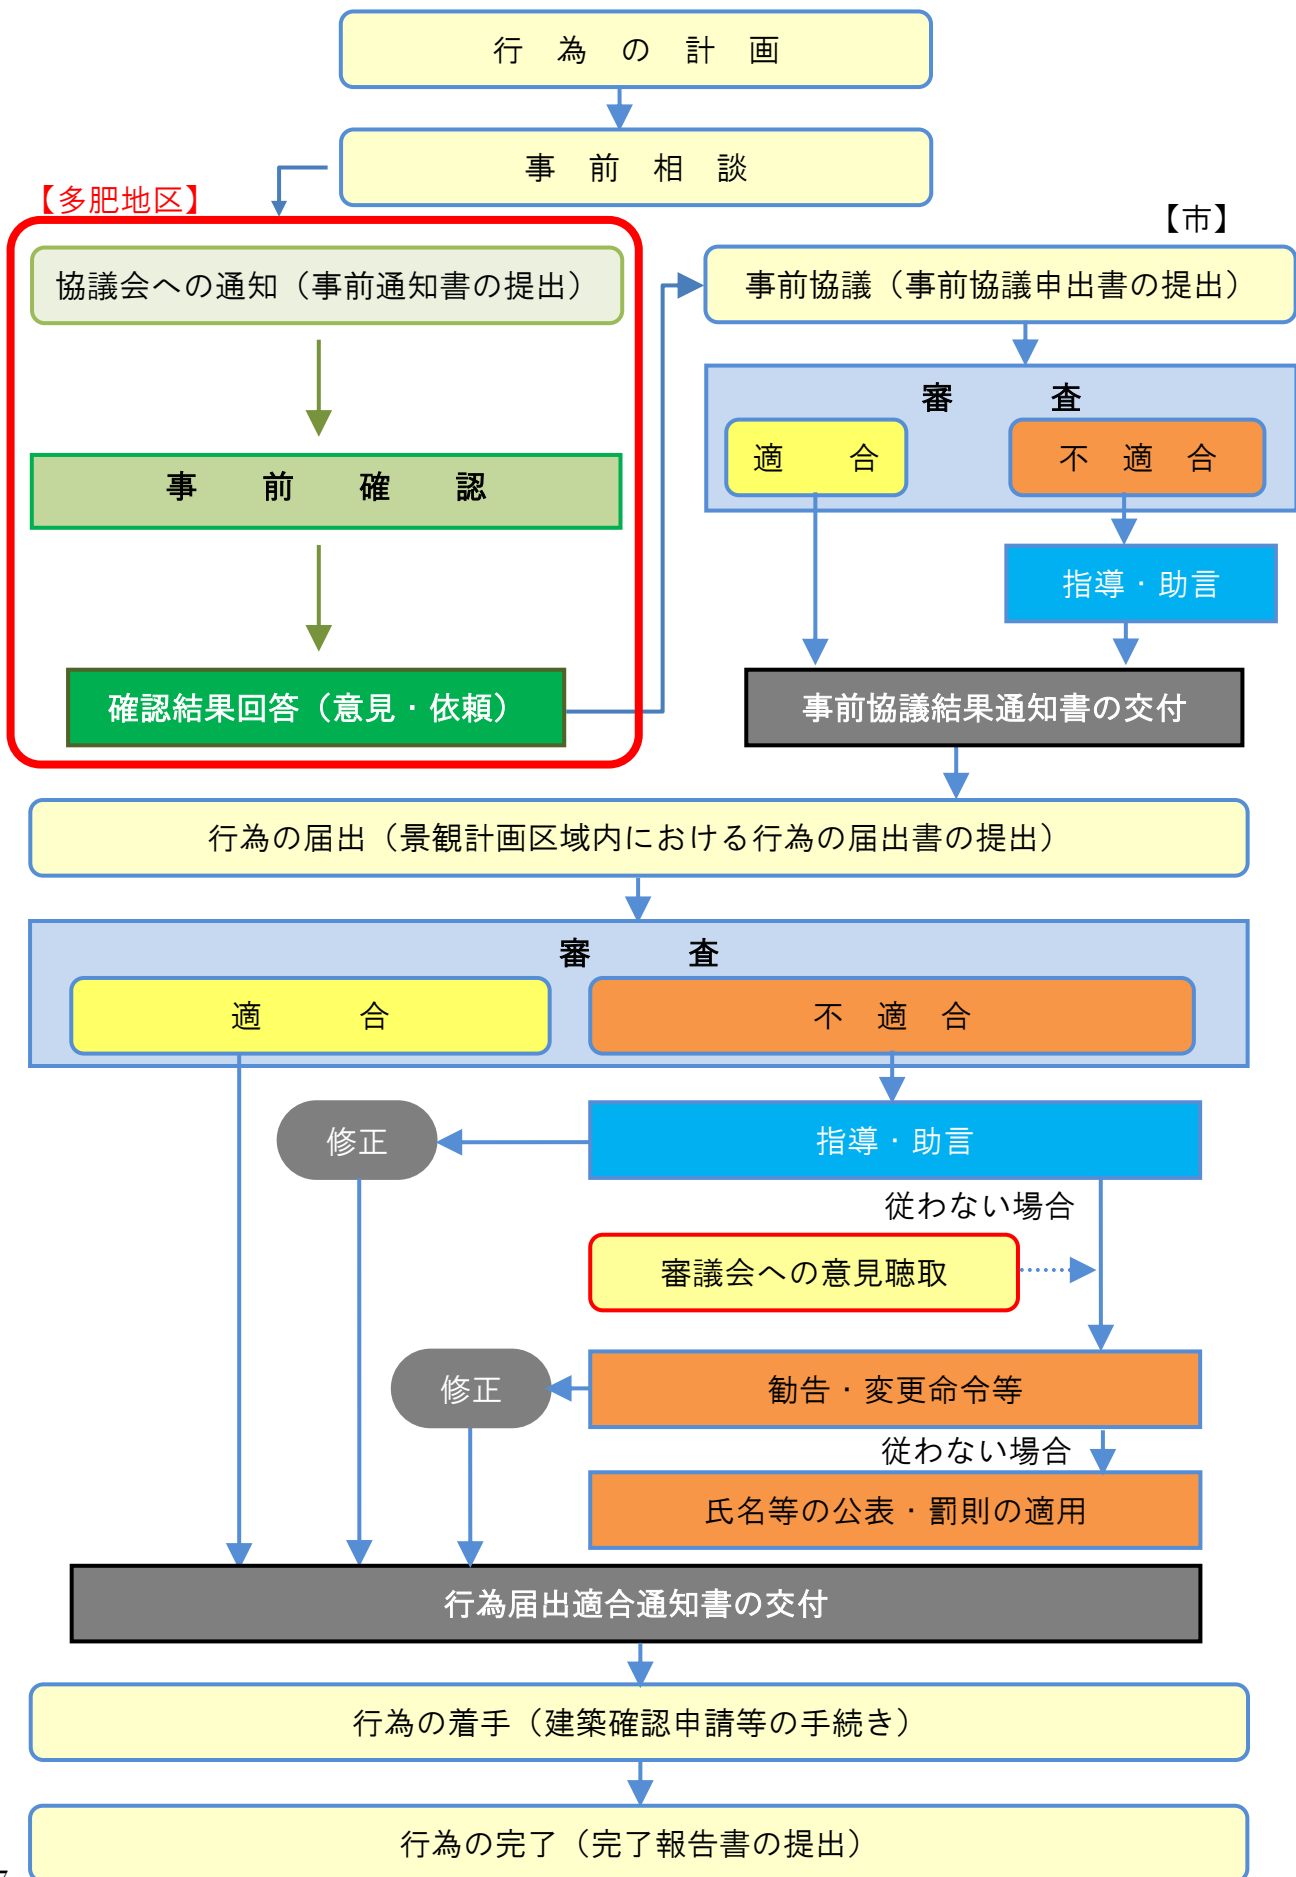 行　為　の　計　画
事　前　相　談
【多肥地区】
協議会への通知（事前通知書の提出）
事　前　確　認
確認結果回答（意見・依頼）
【市】
事前協議（事前協議申出書の提出）
審　査
適　合
不　適　合
指導・助言
事前協議結果通知書の交付
行為の届出（景観計画区域内における行為の届出書の提出）
審　査
適　合
不　適　合
指導・助言
修正
従わない場合
審議会への意見聴取
勧告・変更命令等
修正
従わない場合
氏名等の公表・罰則の適用
行為届出適合通知書の交付
行為の着手（建築確認申請等の手続き）
行為の完了（完了報告書の提出）